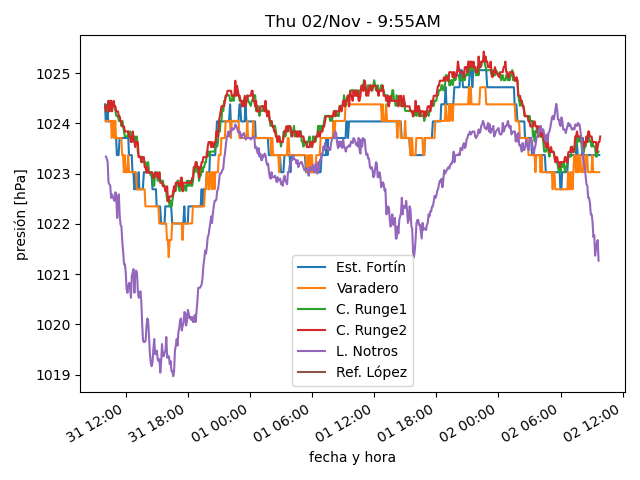 Thu 02/Nov - 9:55AM
presión [hPa]
1025
1024
1023
1022
1021
1020
1019
Est. Fortín
Varadero
C. Runge1
C. Runge2
L. Notros
Ref. López
31 12:00
31 18:00
01 00:00
01 06:00
01 12:00
01 18:00
02 00:00
02 06:00
02 12:00
fecha y hora